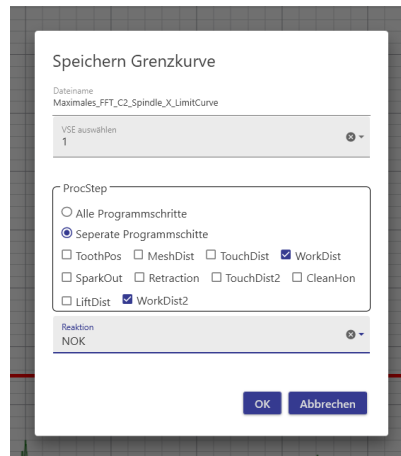 Speichern Grenzkurve
Dateiname
Maximales_FFT_C2_Spindle_X_LimitCurve
VSE auswählen
1
ProcStep
Alle Programmschritte
Seperate Programmschitte
ToothPos MeshDist TouchDist WorkDist
SparkOut Retraction TouchDist2 CleanHon
LiftDist WorkDist2
Reaktion
NOK
OK Abbrechen